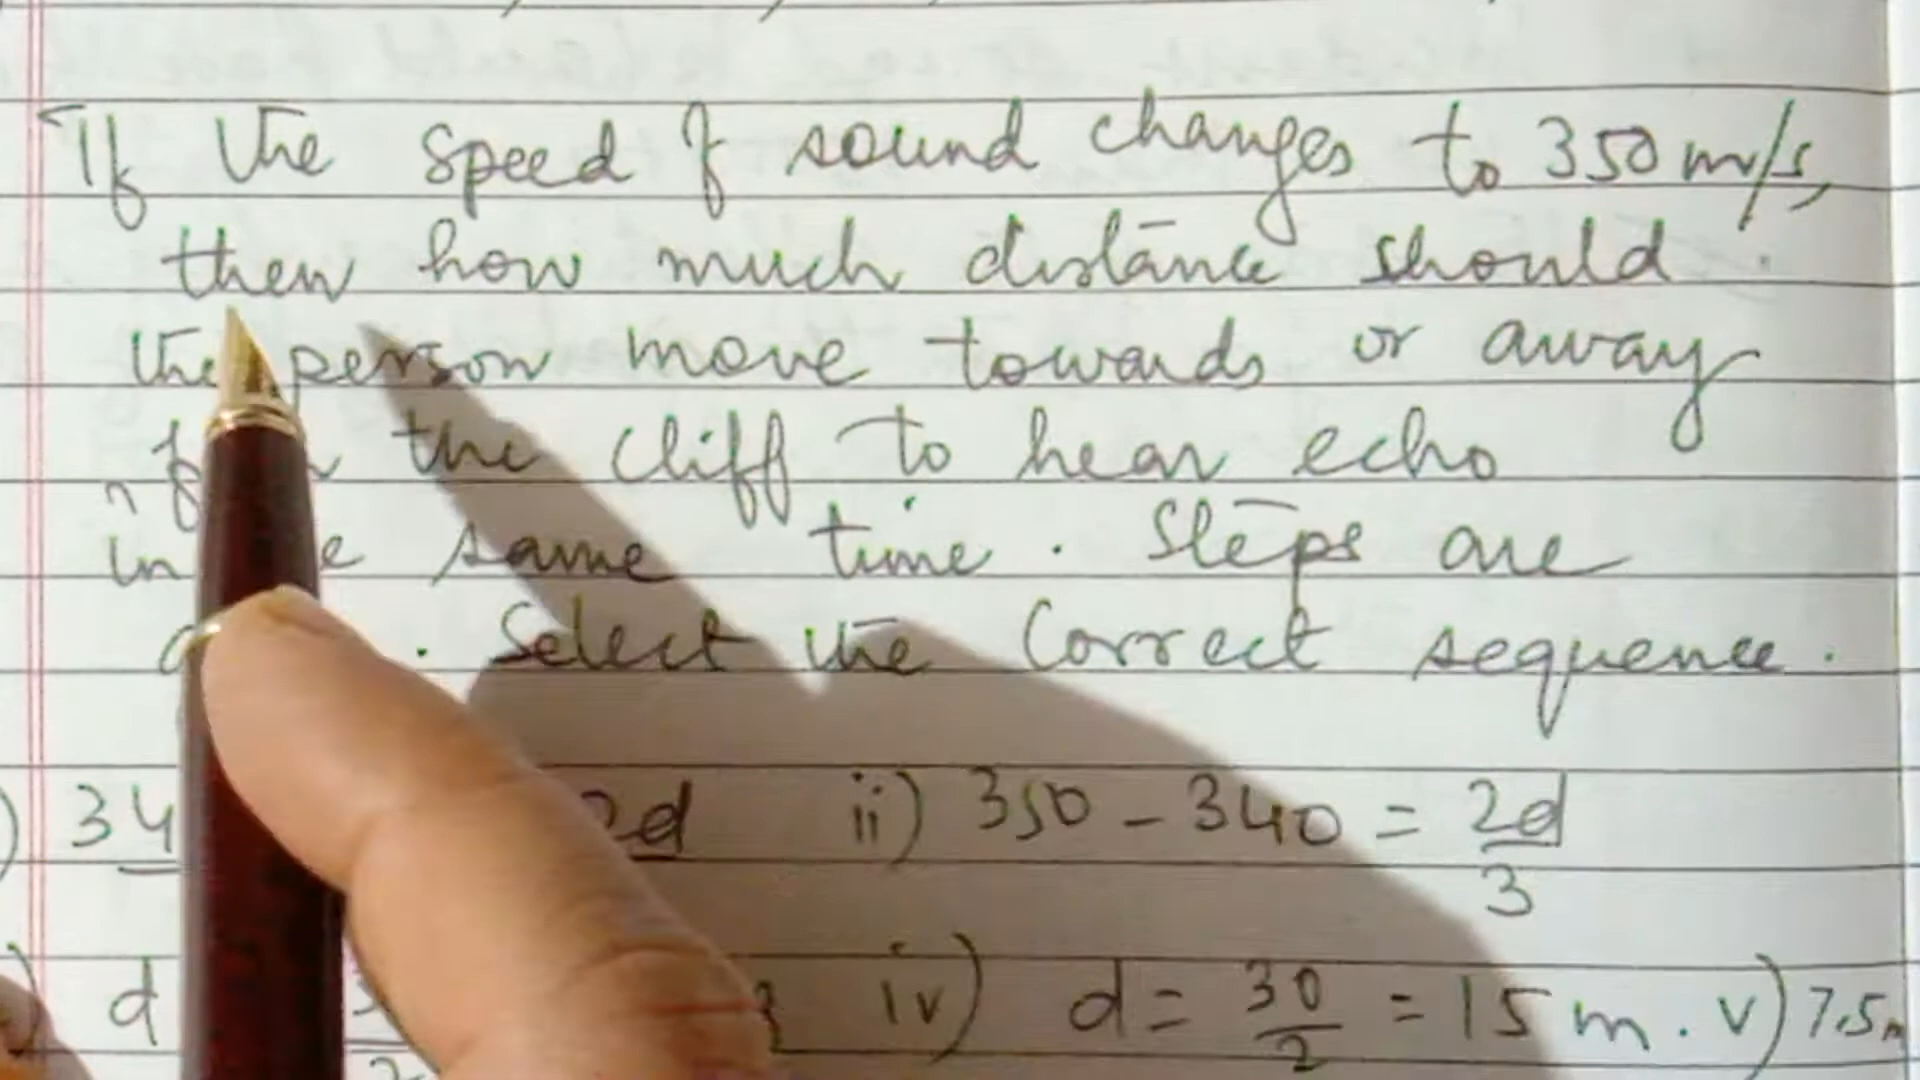 If the speed of sound changes to 350 m/s,
then how much distance should
the person move towards or away
the cliff to hear echo
in same time. Steps are
. Select the correct sequence.
) 34 2d ii) 350 - 340 = 2d/3
) d iv) d = 30/2 = 15 m. v) 7.5m